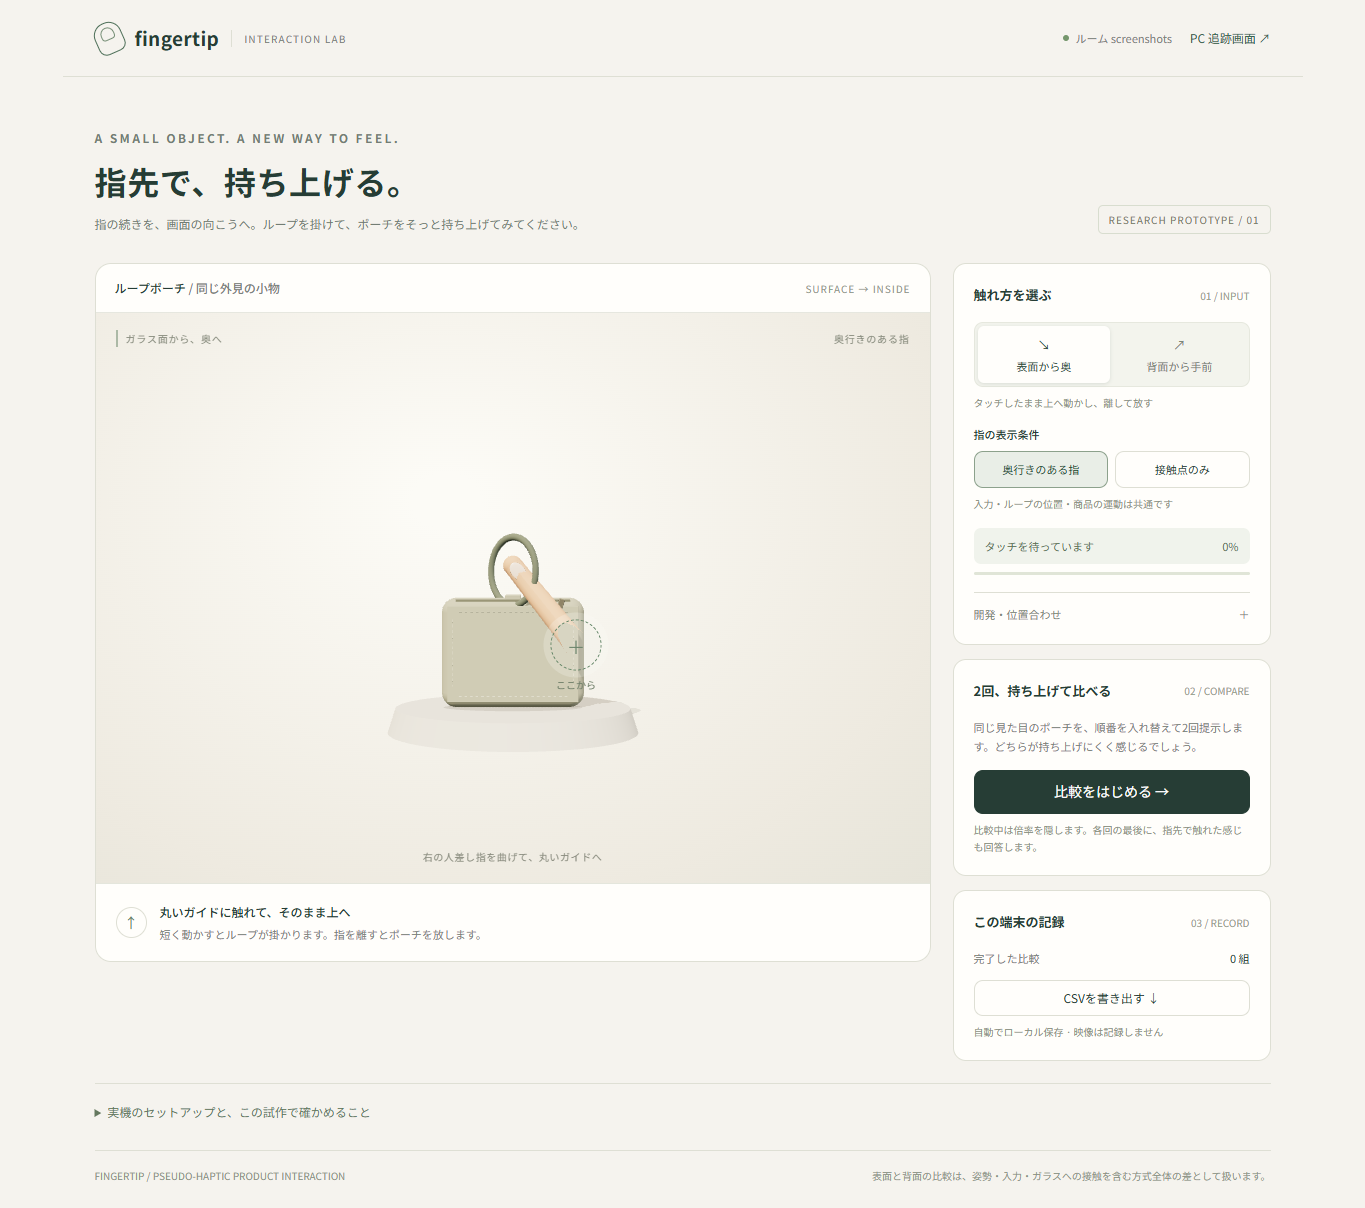 fingertip
INTERACTION LAB
ルーム screenshots
PC 追跡画面 ↗
A SMALL OBJECT. A NEW WAY TO FEEL.
指先で、持ち上げる。
指の続きを、画面の向こうへ。ループを掛けて、ポーチをそっと持ち上げてみてください。
RESEARCH PROTOTYPE / 01
ループポーチ / 同じ外見の小物
SURFACE → INSIDE
ガラス面から、奥へ
奥行きのある指
ここから
右の人差し指を曲げて、丸いガイドへ
↑
丸いガイドに触れて、そのまま上へ
短く動かすとループが掛かります。指を離すとポーチを放します。
触れ方を選ぶ
01 / INPUT
↘
表面から奥
↗
背面から手前
タッチしたまま上へ動かし、離して放す
指の表示条件
奥行きのある指
接触点のみ
入力・ループの位置・商品の運動は共通です
タッチを待っています
0%
開発・位置合わせ
+
2回、持ち上げて比べる
02 / COMPARE
同じ見た目のポーチを、順番を入れ替えて2回提示しま
す。どちらが持ち上げにくく感じるでしょう。
比較をはじめる →
比較中は倍率を隠します。各回の最後に、指先で触れた感じ
も回答します。
この端末の記録
03 / RECORD
完了した比較
0 組
CSVを書き出す ↓
自動でローカル保存・映像は記録しません
▶ 実機のセットアップと、この試作で確かめること
FINGERTIP / PSEUDO-HAPTIC PRODUCT INTERACTION
表面と背面の比較は、姿勢・入力・ガラスへの接触を含む方式全体の差として扱います。